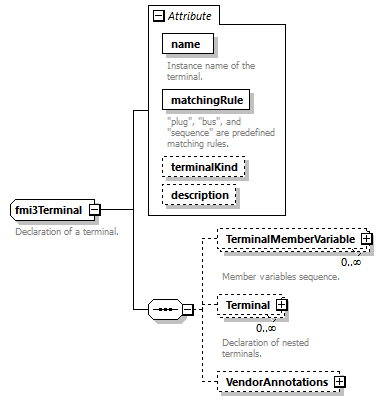 Attribute
name
Instance name of the
terminal.
matchingRule
"plug", "bus", and
"sequence" are predefined
matching rules.
terminalKind
description
fmi3Terminal
Declaration of a terminal.
TerminalMemberVariable
0..∞
Member variables sequence.
Terminal
0..∞
Declaration of nested
terminals.
VendorAnnotations